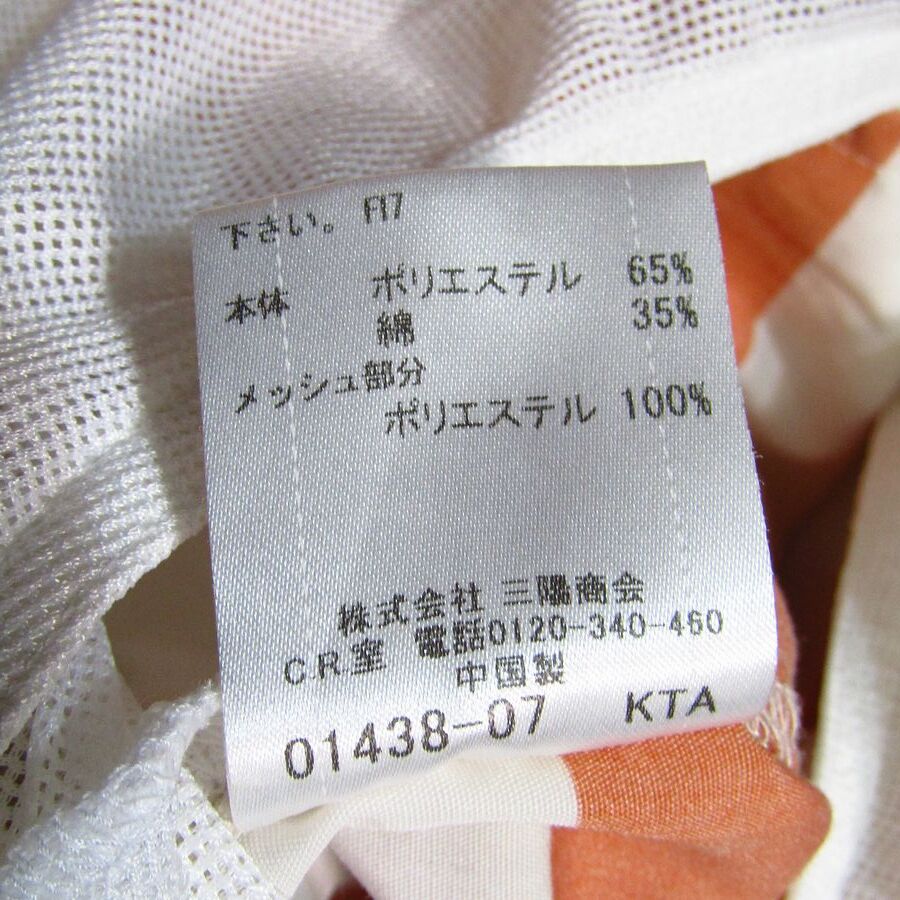 下さい。 F17
本体 ポリエステル 65%
綿 35%
メッシュ部分
ポリエステル 100%
株式会社 三陽商会
C.R.室 電話0120-340-460
中国製
01438-07 KTA